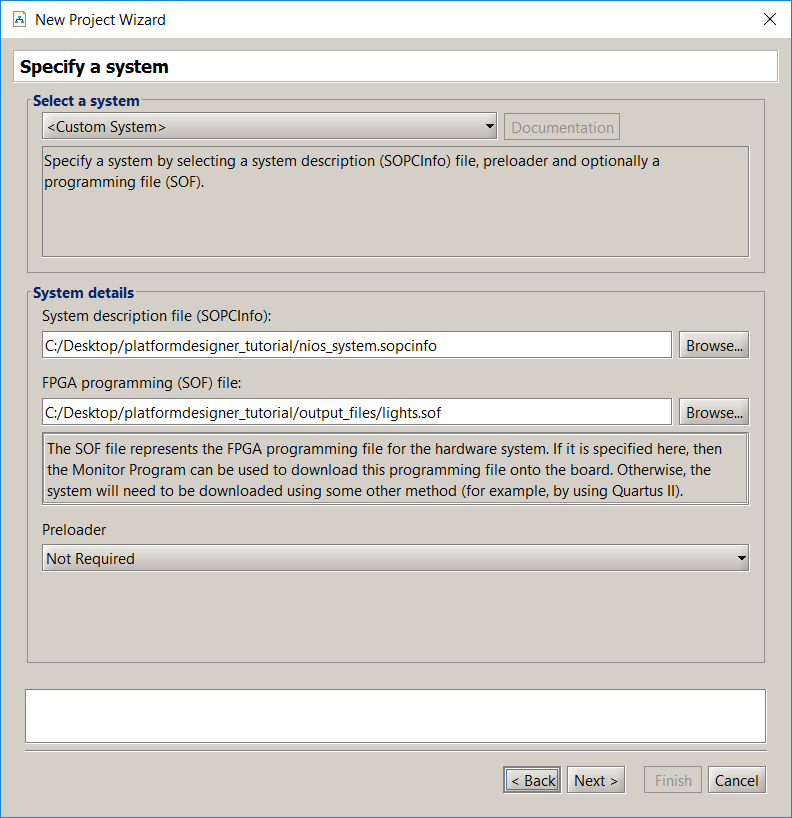 New Project Wizard
Specify a system
Select a system
<Custom System>
Documentation
Specify a system by selecting a system description (SOPCInfo) file, preloader and optionally a
programming file (SOF).
System details
System description file (SOPCInfo):
C:/Desktop/platformdesigner_tutorial/nios_system.sopcinfo
Browse...
FPGA programming (SOF) file:
C:/Desktop/platformdesigner_tutorial/output_files/lights.sof
Browse...
The SOF file represents the FPGA programming file for the hardware system. If it is specified here, then
the Monitor Program can be used to download this programming file onto the board. Otherwise, the
system will need to be downloaded using some other method (for example, by using Quartus II).
Preloader
Not Required
< Back
Next >
Finish
Cancel